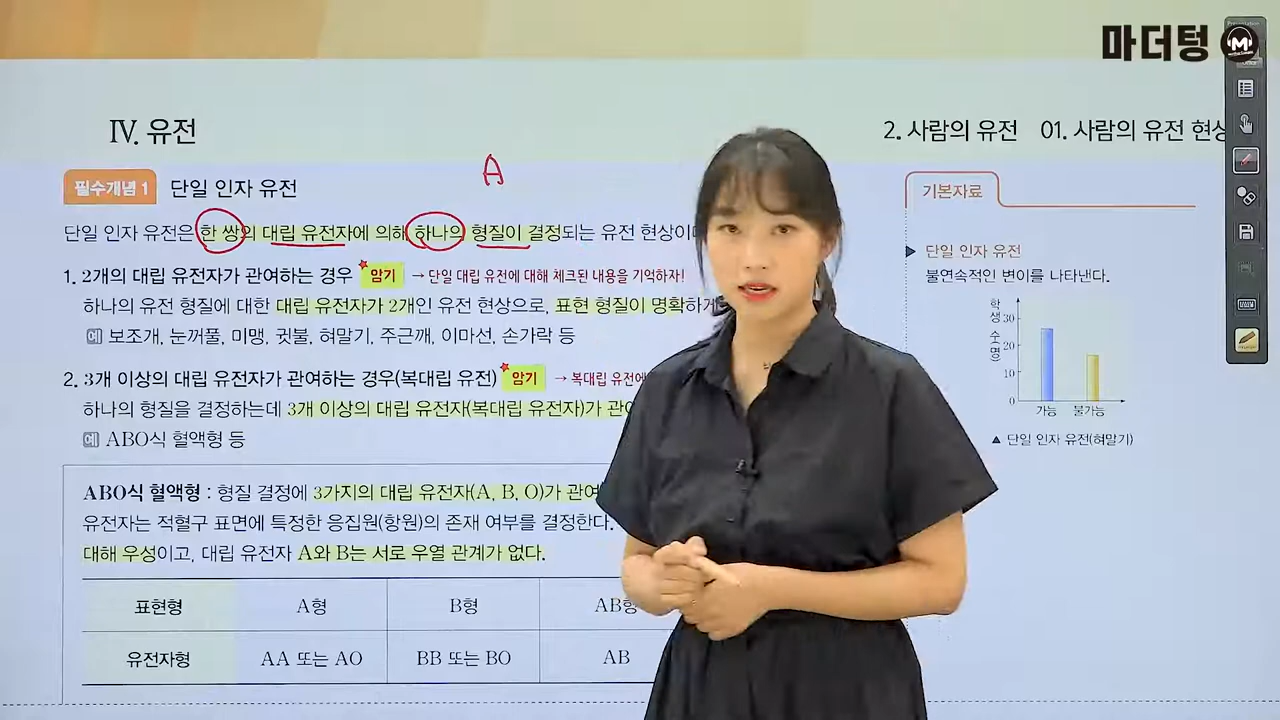 마더텅
M
Ⅳ. 유전
2. 사람의 유전 01. 사람의 유전 현상
A
필수개념 1 단일 인자 유전
단일 인자 유전은 한 쌍의 대립 유전자에 의해 하나의 형질이 결정되는 유전 현상이다
1. 2개의 대립 유전자가 관여하는 경우 암기 → 단일 대립 유전에 대해 체크된 내용을 기억하자!
하나의 유전 형질에 대한 대립 유전자가 2개인 유전 현상으로, 표현 형질이 명확하게
예 보조개, 눈꺼풀, 미맹, 귓불, 혀말기, 주근깨, 이마선, 손가락 등
2. 3개 이상의 대립 유전자가 관여하는 경우(복대립 유전) 암기 → 복대립 유전에
하나의 형질을 결정하는데 3개 이상의 대립 유전자(복대립 유전자)가 관
예 ABO식 혈액형 등
ABO식 혈액형 : 형질 결정에 3가지의 대립 유전자(A, B, O)가 관여
유전자는 적혈구 표면에 특정한 응집원(항원)의 존재 여부를 결정한다.
대해 우성이고, 대립 유전자 A와 B는 서로 우열 관계가 없다.
표현형 A형 B형 AB형
유전자형 AA 또는 AO BB 또는 BO AB
기본자료
▶ 단일 인자 유전
불연속적인 변이를 나타낸다.
학생 수(명)
30
20
10
0
가능 불가능
▲ 단일 인자 유전(혀말기)